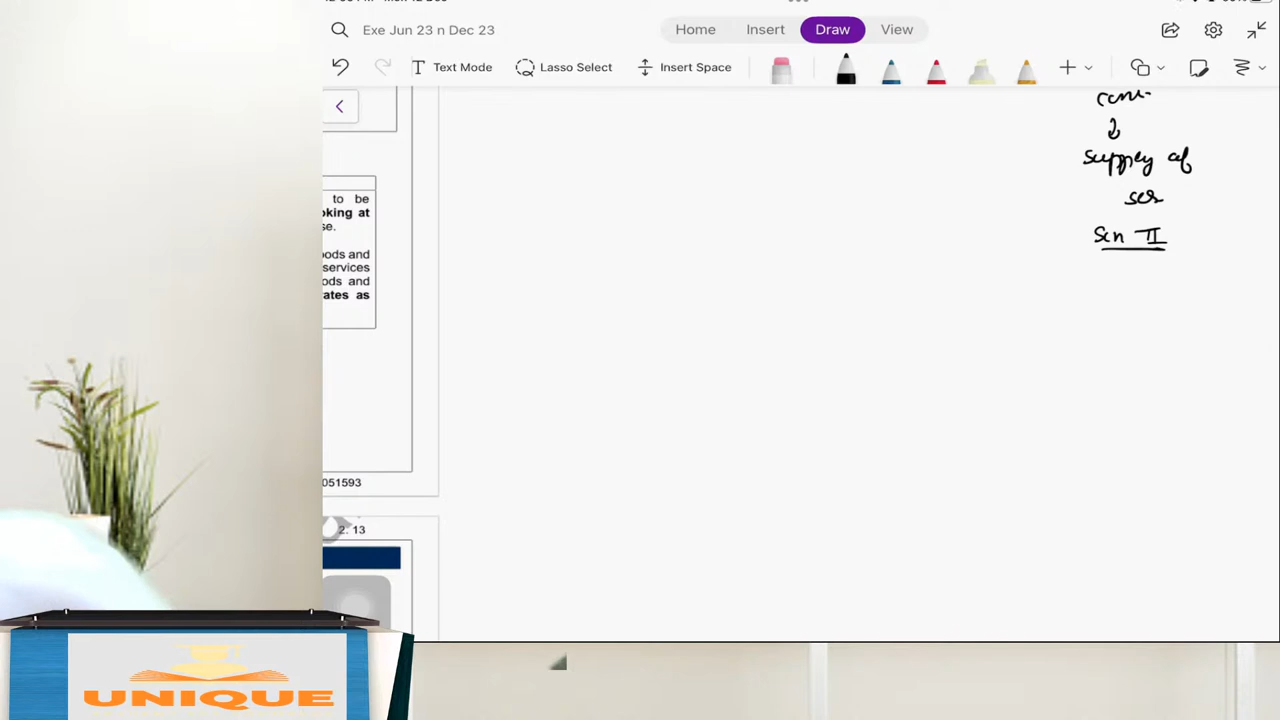 Exe Jun 23 n Dec 23
Home
Insert
Draw
View
Text Mode
Lasso Select
Insert Space
to be
oking at
se.
oods and
services
ods and
ates as
051593
2. 13
supply of
ser
Scn II
UNIQUE